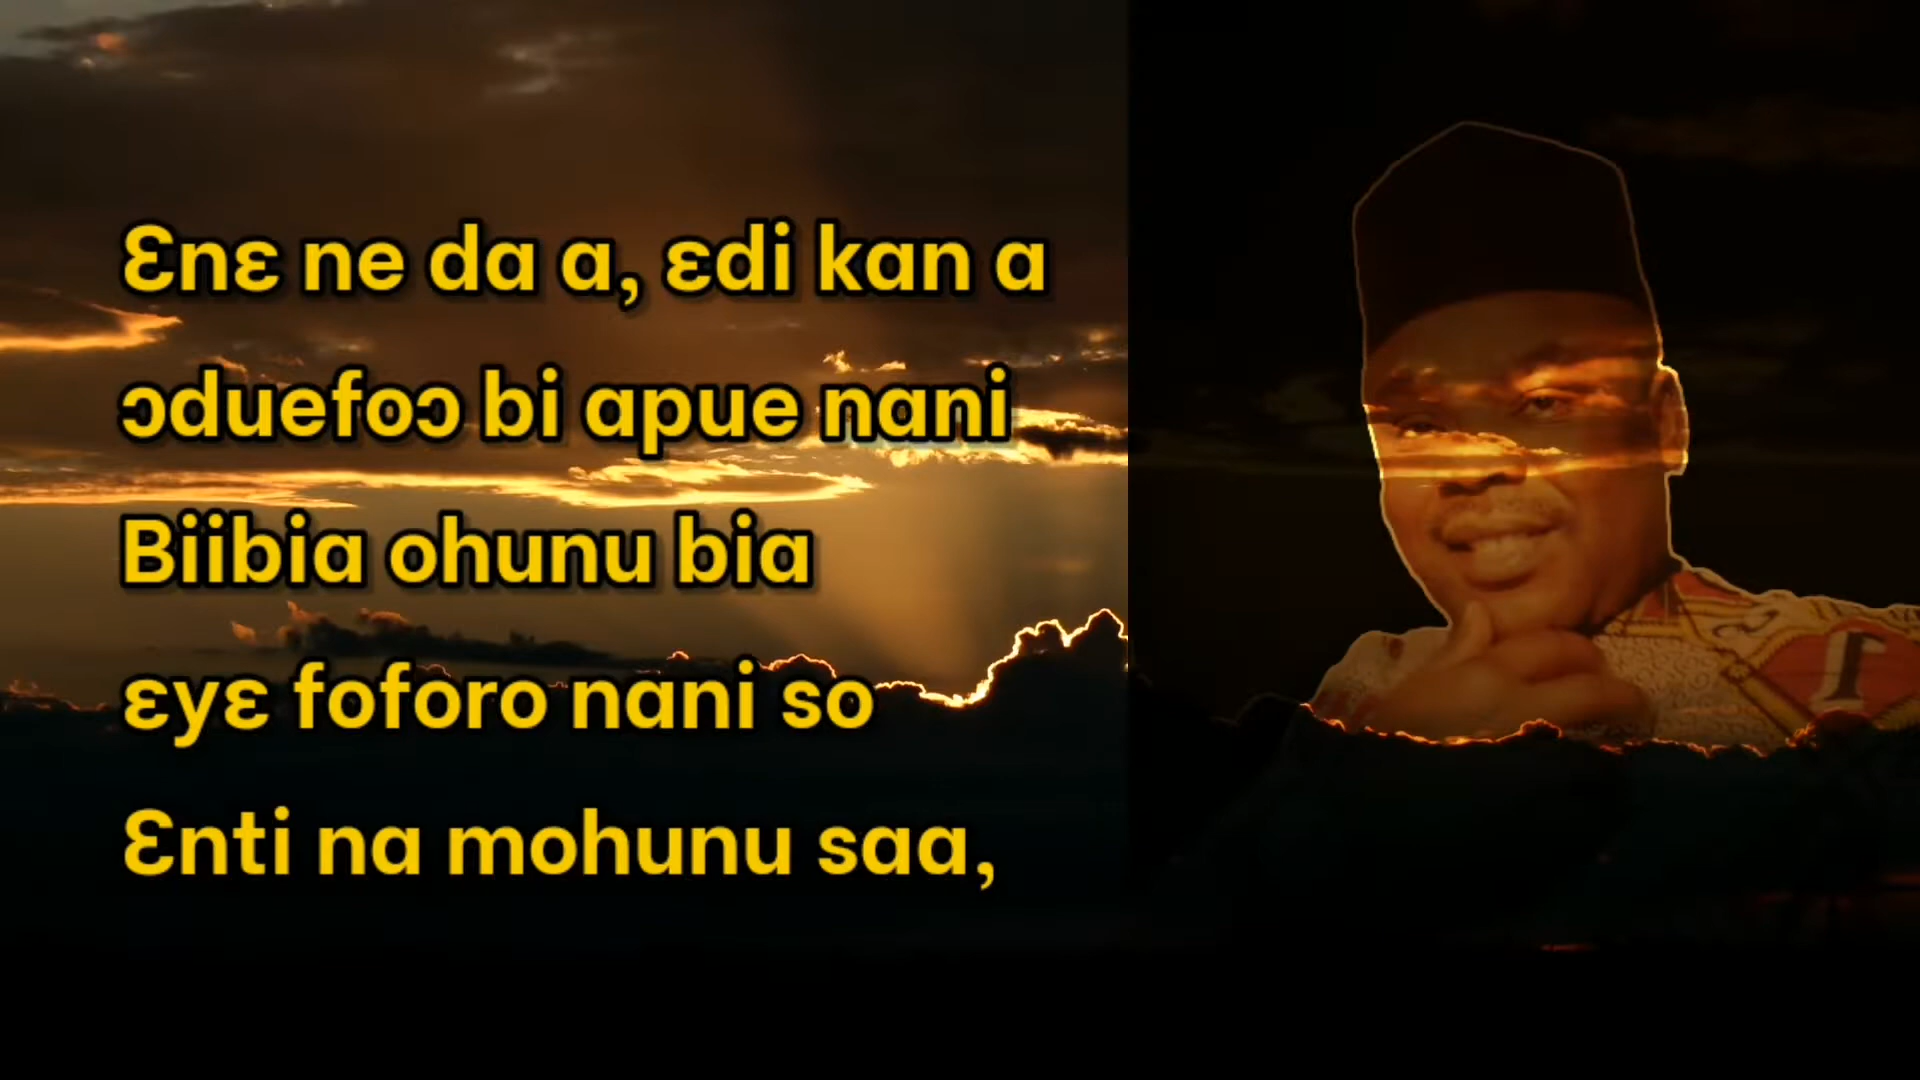 Ɛnɛ ne da a, ɛdi kan a
ɔduefoɔ bi apue nani
Biibia ohunu bia
ɛyɛ foforo nani so
Ɛnti na mohunu saa,